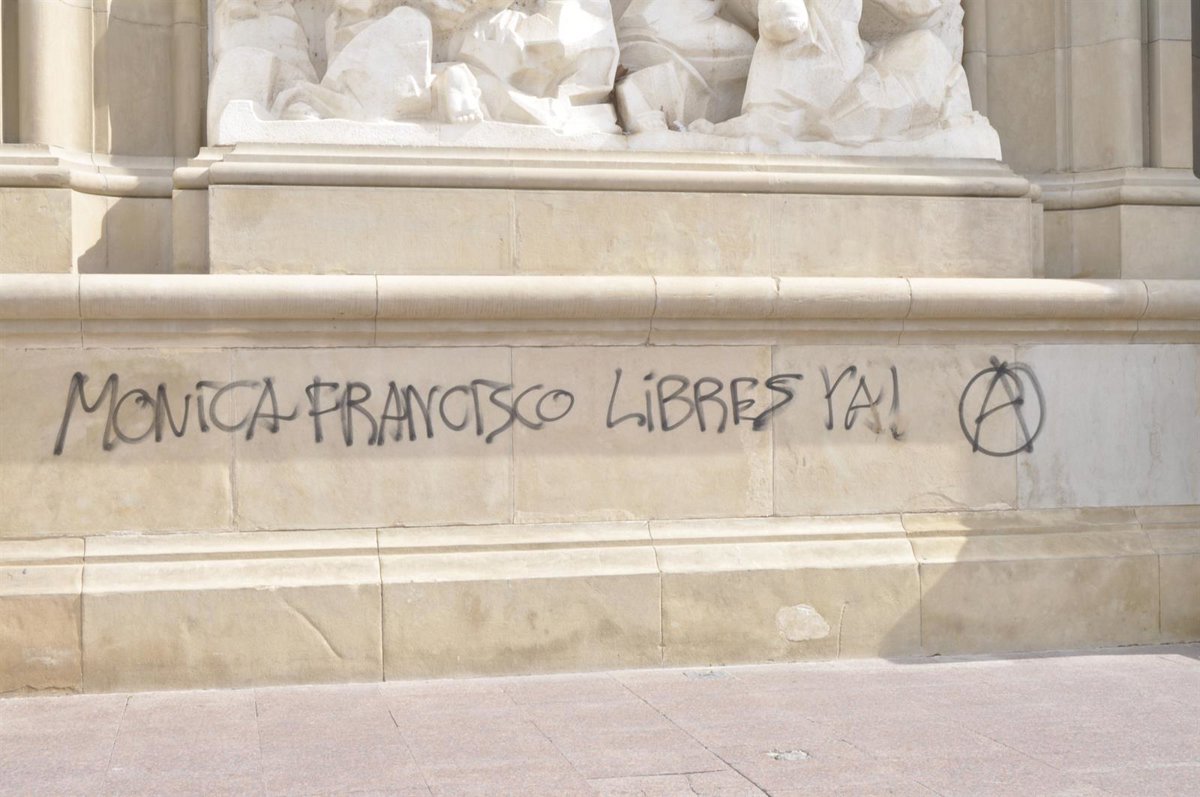 MONICA FRANCISCO LIBRES YA! Ⓐ